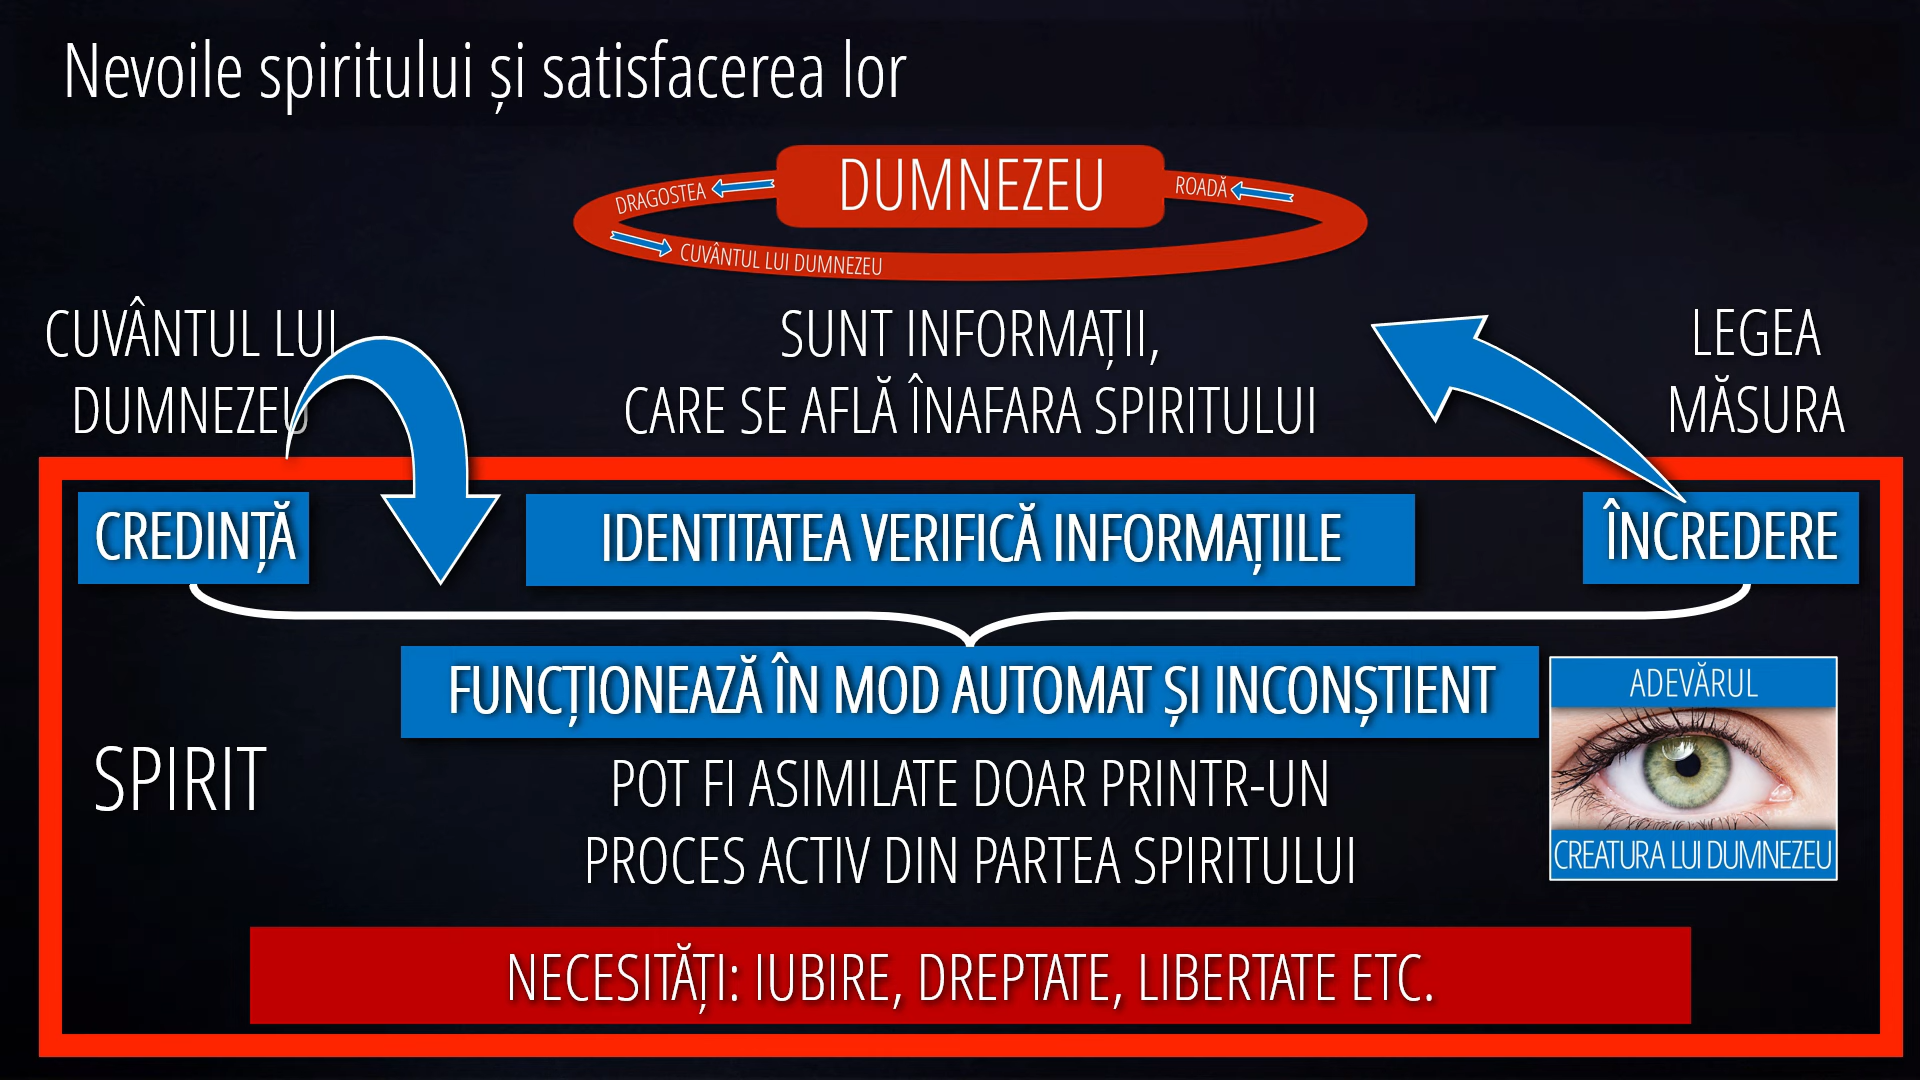 Nevoile spiritului și satisfacerea lor
DUMNEZEU
DRAGOSTEA
ROADĂ
CUVÂNTUL LUI DUMNEZEU
CUVÂNTUL LUI
DUMNEZEU
SUNT INFORMAȚII,
CARE SE AFLĂ ÎNAFARA SPIRITULUI
LEGEA
MĂSURA
CREDINȚĂ
IDENTITATEA VERIFICĂ INFORMAȚIILE
ÎNCREDERE
FUNCȚIONEAZĂ ÎN MOD AUTOMAT ȘI INCONȘTIENT
ADEVĂRUL
SPIRIT
POT FI ASIMILATE DOAR PRINTR-UN
PROCES ACTIV DIN PARTEA SPIRITULUI
CREATURA LUI DUMNEZEU
NECESITĂȚI: IUBIRE, DREPTATE, LIBERTATE ETC.